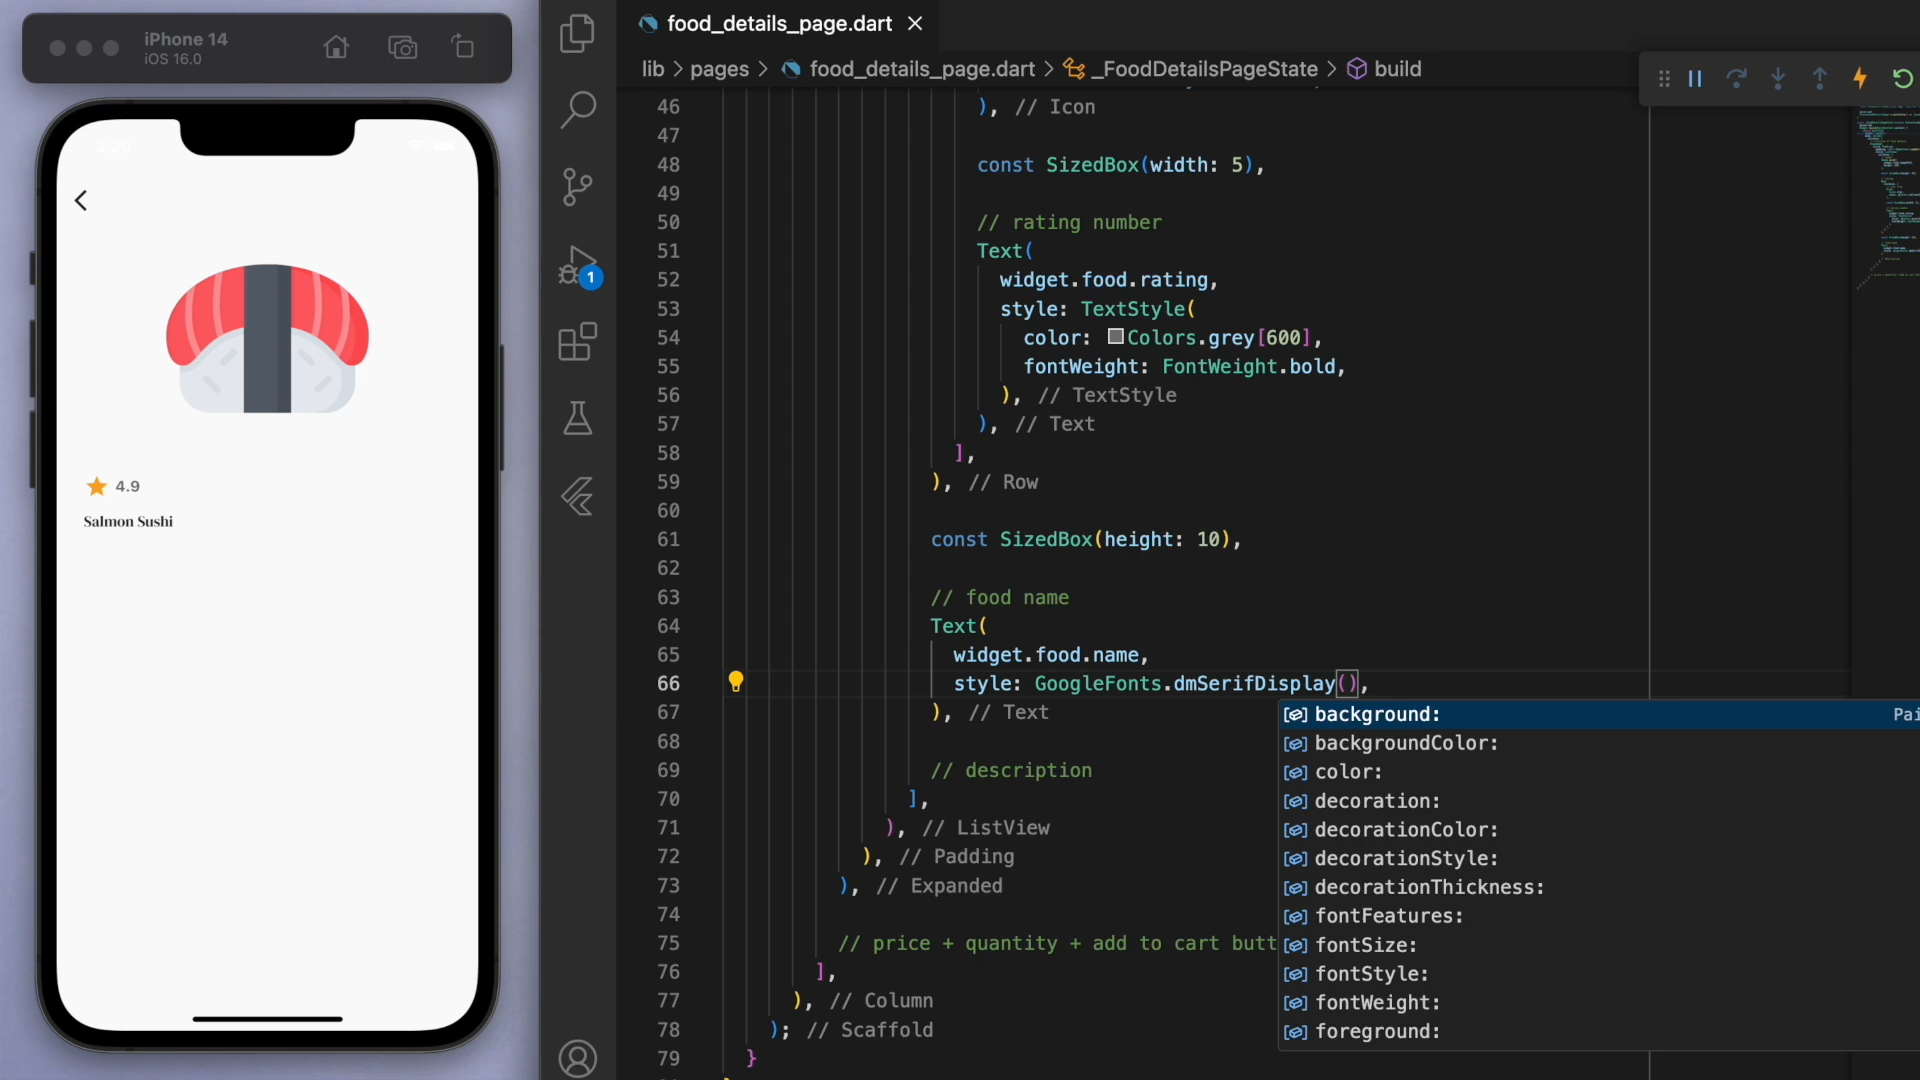 iPhone 14
iOS 16.0
4.9
Salmon Sushi
1
food_details_page.dart
lib > pages > food_details_page.dart > _FoodDetailsPageState > build
46 ), // Icon
47
48 const SizedBox(width: 5),
49
50 // rating number
51 Text(
52 widget.food.rating,
53 style: TextStyle(
54 color: Colors.grey[600],
55 fontWeight: FontWeight.bold,
56 ), // TextStyle
57 ), // Text
58 ],
59 ), // Row
60
61 const SizedBox(height: 10),
62
63 // food name
64 Text(
65 widget.food.name,
66 style: GoogleFonts.dmSerifDisplay(),
67 ), // Text
68
69 // description
70 ],
71 ), // ListView
72 ), // Padding
73 ), // Expanded
74
75 // price + quantity + add to cart butt
76 ],
77 ), // Column
78 ); // Scaffold
79 }
background: Pai
backgroundColor:
color:
decoration:
decorationColor:
decorationStyle:
decorationThickness:
fontFeatures:
fontSize:
fontStyle:
fontWeight:
foreground: